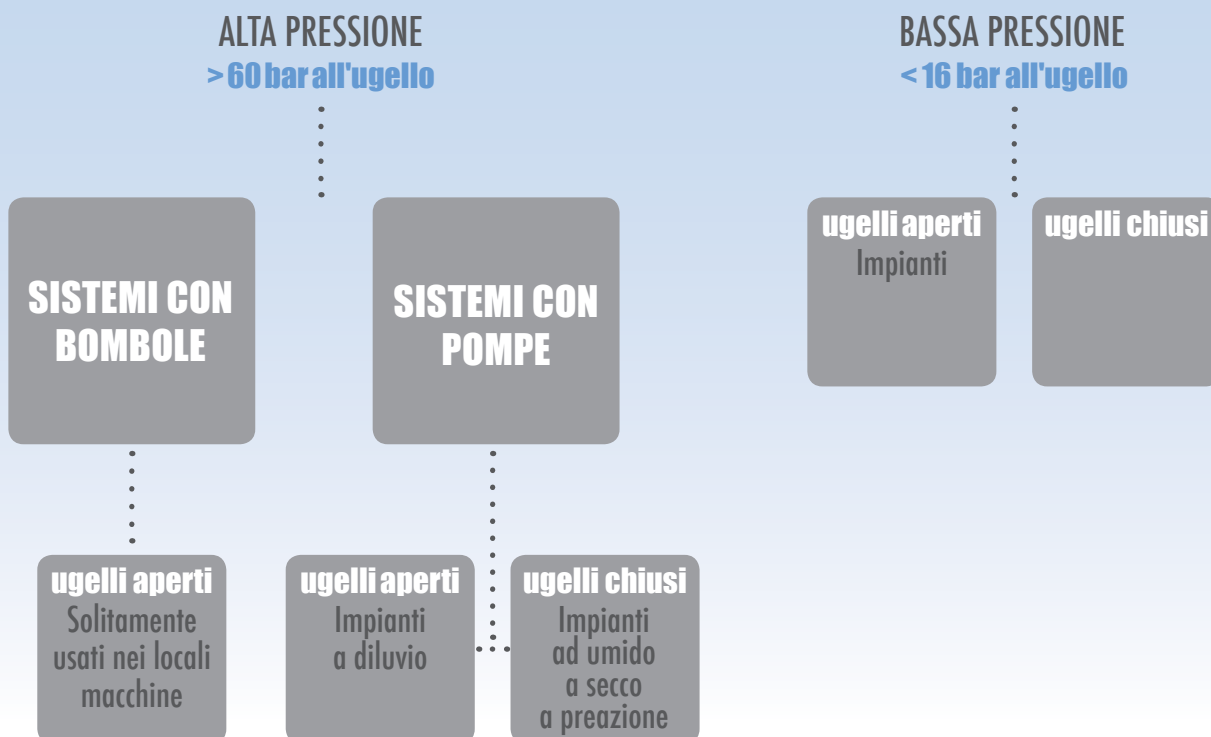 ALTA PRESSIONE
> 60 bar all'ugello
BASSA PRESSIONE
< 16 bar all'ugello
SISTEMI CON
BOMBOLE
SISTEMI CON
POMPE
ugelli aperti
Impianti
ugelli chiusi
ugelli aperti
Solitamente
usati nei locali
macchine
ugelli aperti
Impianti
a diluvio
ugelli chiusi
Impianti
ad umido
a secco
a preazione